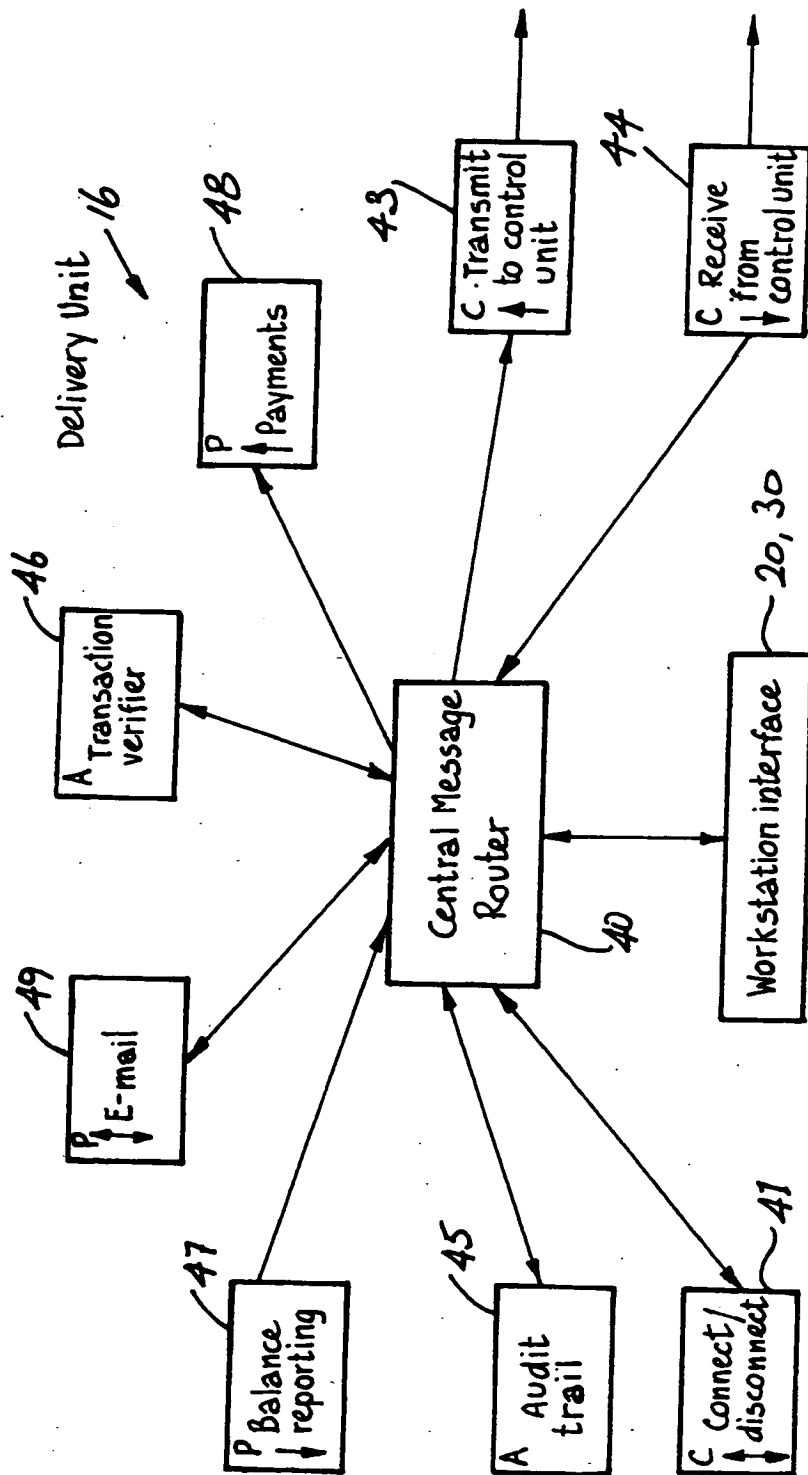 Delivery Unit 16
49
P
E-mail
46
A Transaction
verifier
48
P
Payments
47
P Balance
reporting
43
C Transmit
to control
unit
Central Message
Router
40
45
A Audit
trail
44
C Receive
from
control unit
41
C Connect/
disconnect
20, 30
Workstation interface